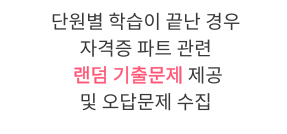 단원별 학습이 끝난 경우
자격증 파트 관련
랜덤 기출문제 제공
및 오답문제 수집